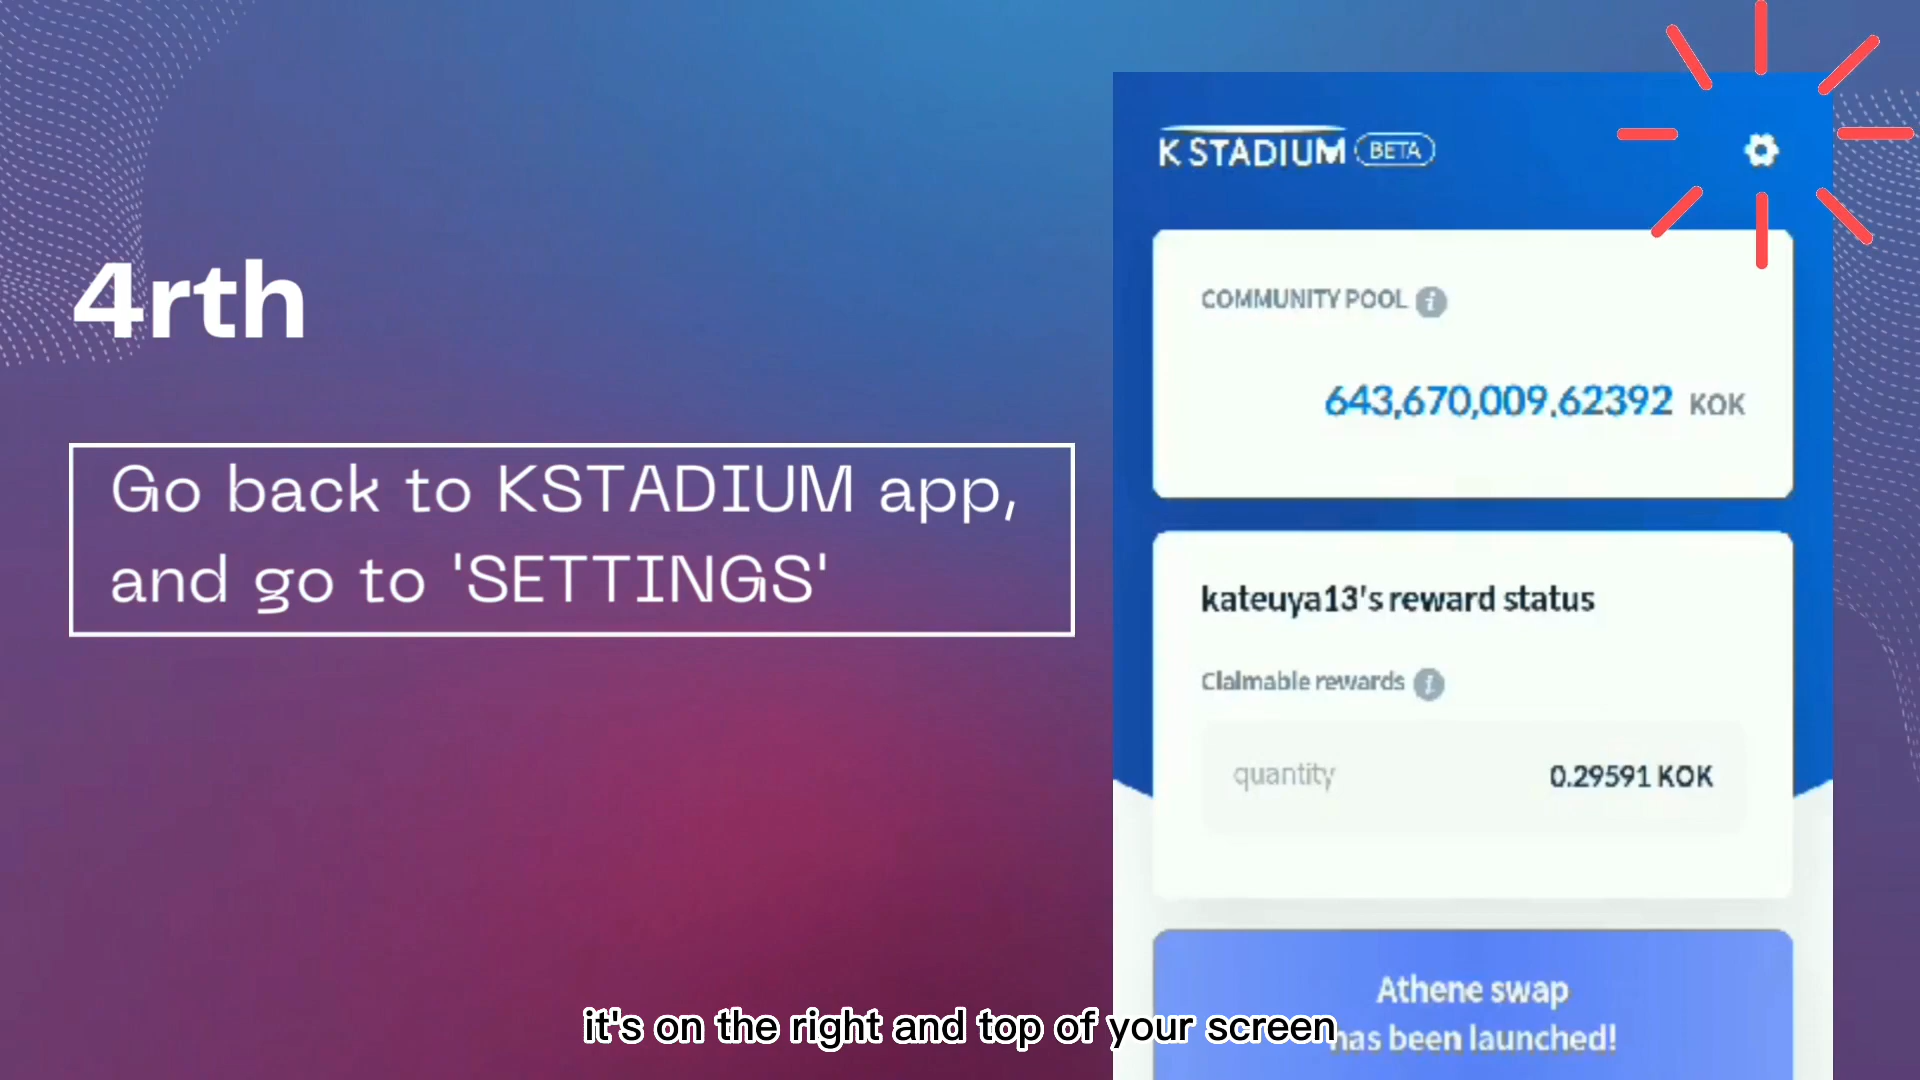 4rth
Go back to KSTADIUM app,
and go to 'SETTINGS'
K STADIUM BETA
COMMUNITY POOL i
643,670,009.62392 KOK
kateuya13's reward status
Claimable rewards i
quantity 0.29591 KOK
Athene swap
has been launched!
it's on the right and top of your screen